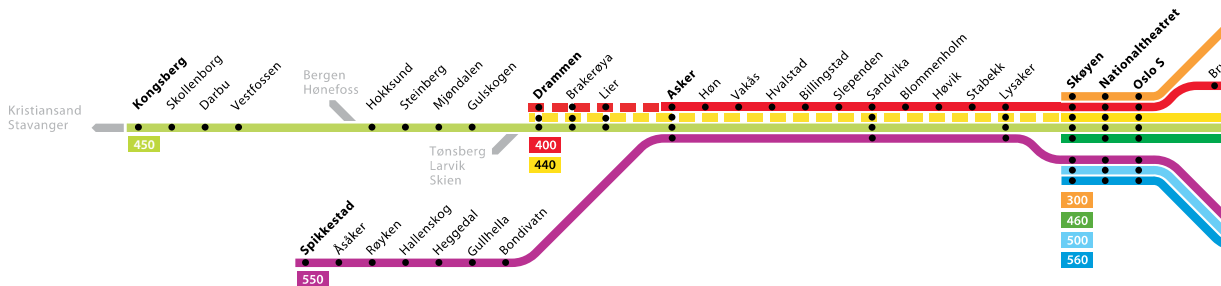 Kristiansand
Stavanger
Kongsberg
Skollenborg
Darbu
Vestfossen
Bergen
Hønefoss
Hokksund
Steinberg
Mjøndalen
Gulskogen
Drammen
Brakerøya
Lier
Asker
Høn
Vakås
Hvalstad
Billingstad
Slependen
Sandvika
Blommenholm
Høvik
Stabekk
Lysaker
Skøyen
Nationaltheatret
Oslo S
450
Tønsberg
Larvik
Skien
400
440
300
460
500
560
Spikkestad
Åsåker
Røyken
Hallenskog
Heggedal
Gullhella
Bondivatn
550